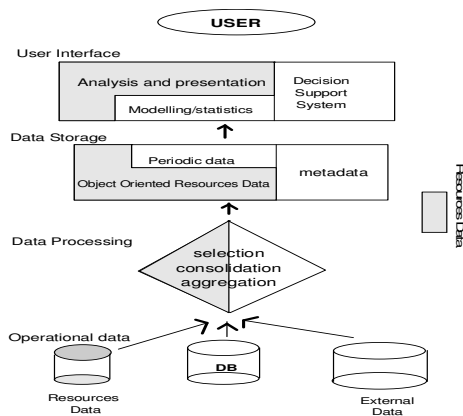 USER
User Interface
Analysis and presentation
Modelling/statistics
Decision
Support
System
Data Storage
Periodic data
Object Oriented Resources Data
metadata
Resources Data
Data Processing
selection
consolidation
aggregation
Operational data
Resources
Data
DB
External
Data